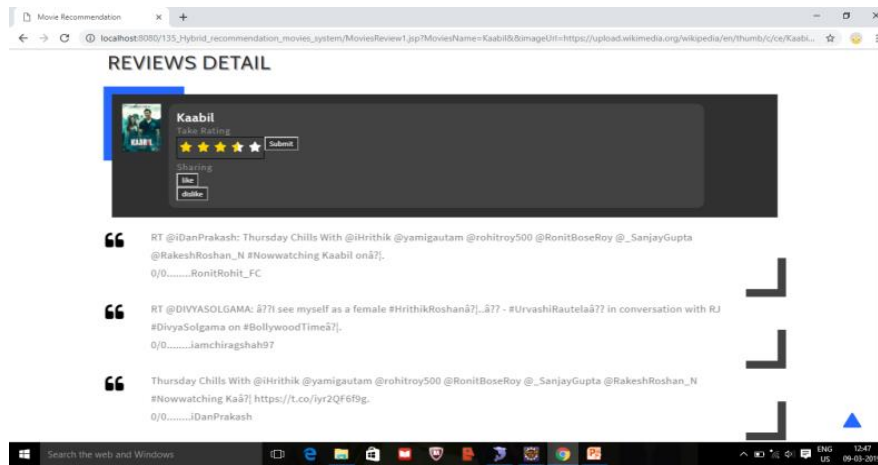 Movie Recommendation
localhost:8080/135_Hybrid_recommendation_movies_system/MoviesReview1.jsp?MoviesName=Kaabil&&imageUrl=https://upload.wikimedia.org/wikipedia/en/thumb/c/ce/Kaabi...
REVIEWS DETAIL
KAABIL
Kaabil
Take Rating
Submit
Sharing
like
dislike
RT @iDanPrakash: Thursday Chills With @iHrithik @yamigautam @rohitroy500 @RonitBoseRoy @_SanjayGupta
@RakeshRoshan_N #Nowwatching Kaabil onâ?|.
0/0........RonitRohit_FC
RT @DIVYASOLGAMA: â??I see myself as a female #HrithikRoshanâ?|..â?? - #UrvashiRautelaâ?? in conversation with RJ
#DivyaSolgama on #BollywoodTimeâ?|.
0/0........iamchiragshah97
Thursday Chills With @iHrithik @yamigautam @rohitroy500 @RonitBoseRoy @_SanjayGupta @RakeshRoshan_N
#Nowwatching Kaâ?| https://t.co/iyr2QF6f9g.
0/0........iDanPrakash
Search the web and Windows
ENG 12:47
US 09-03-201